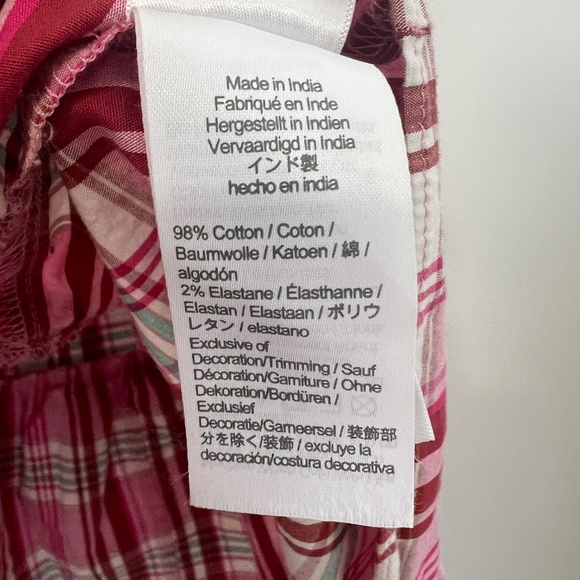 Made in India
Fabriqué en Inde
Hergestellt in Indien
Vervaardigd in India
インド製
hecho en india
98% Cotton / Coton /
Baumwolle / Katoen / 綿 /
algodón
2% Elastane / Élasthanne /
Elastan / Elastaan / ポリウ
レタン / elastano
Exclusive of
Decoration/Trimming / Sauf
Décoration/Garniture / Ohne
Dekoration/Bordüren /
Exclusief
Decoratie/Garneersel / 装飾部
分を除く/装飾 / excluye la
decoración/costura decorativa